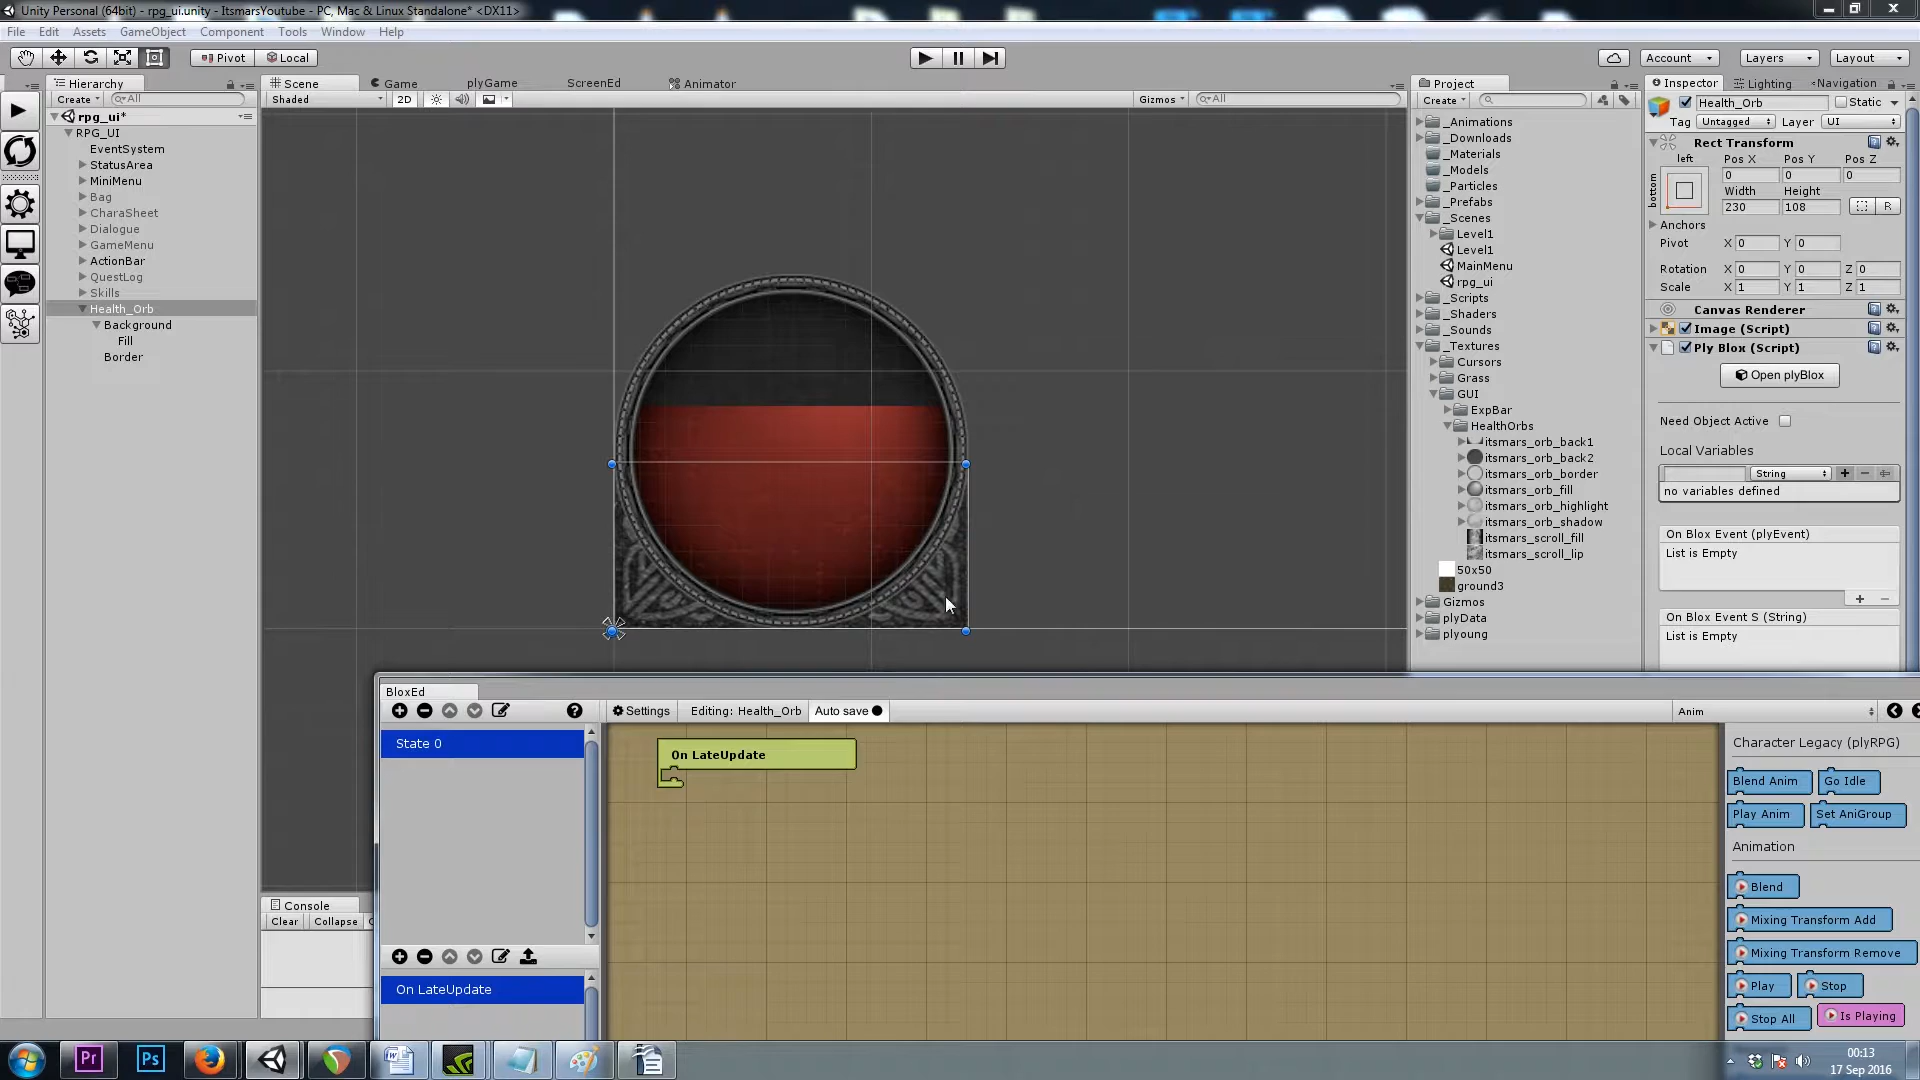 Unity Personal (64bit) - rpg_ui.unity - ItsmarsYoutube - PC, Mac & Linux Standalone* <DX11>
File Edit Assets GameObject Component Tools Window Help
Pivot Local Account Layers Layout
Hierarchy
Create All
rpg_ui*
RPG_UI
EventSystem
StatusArea
MiniMenu
Bag
CharaSheet
Dialogue
GameMenu
ActionBar
QuestLog
Skills
Health_Orb
Background
Fill
Border
Scene Game plyGame ScreenEd Animator
Shaded 2D Gizmos All
Project
Create
_Animations
_Downloads
_Materials
_Models
_Particles
_Prefabs
_Scenes
Level1
Level1
MainMenu
rpg_ui
_Scripts
_Shaders
_Sounds
_Textures
Cursors
Grass
GUI
ExpBar
HealthOrbs
itsmars_orb_back1
itsmars_orb_back2
itsmars_orb_border
itsmars_orb_fill
itsmars_orb_highlight
itsmars_orb_shadow
itsmars_scroll_fill
itsmars_scroll_lip
50x50
ground3
Gizmos
plyData
plyoung
Inspector Lighting Navigation
Health_Orb Static
Tag Untagged Layer UI
Rect Transform
left Pos X Pos Y Pos Z
bottom 0 0 0
Width Height
230 108 R
Anchors
Pivot X 0 Y 0
Rotation X 0 Y 0 Z 0
Scale X 1 Y 1 Z 1
Canvas Renderer
Image (Script)
Ply Blox (Script)
Open plyBlox
Need Object Active
Local Variables
String
no variables defined
On Blox Event (plyEvent)
List is Empty
On Blox Event S (String)
List is Empty
Console
Clear Collapse
BloxEd
Settings Editing: Health_Orb Auto save Anim
State 0
On LateUpdate
On LateUpdate
Character Legacy (plyRPG)
Blend Anim Go Idle
Play Anim Set AniGroup
Animation
Blend
Mixing Transform Add
Mixing Transform Remove
Play Stop
Stop All Is Playing
Pr Ps
00:13
17 Sep 2016